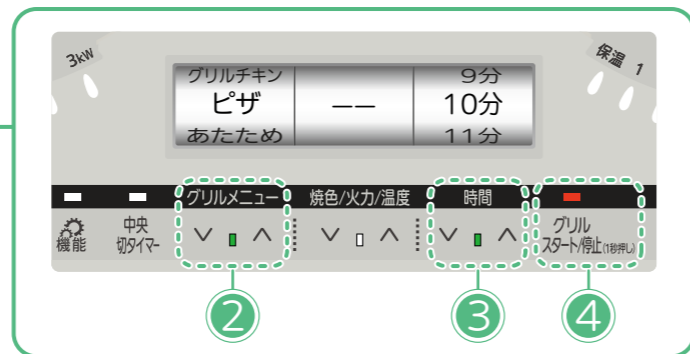 3kW
保温 1
グリルチキン 9分
ピザ −− 10分
あたため 11分
グリルメニュー 焼色/火力/温度 時間
機能
中央
切タイマー
グリル
スタート/停止(1秒押し)
② ③ ④